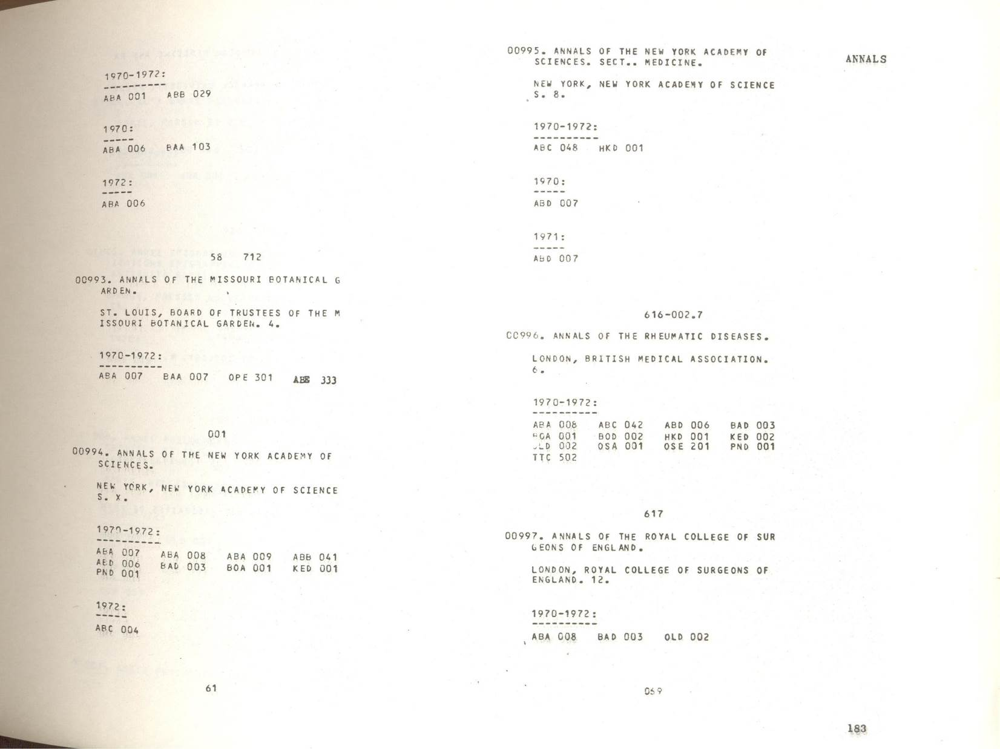 1970-1972:
----------
ABA 001 ABB 029
1970:
-----
ABA 006 BAA 103
1972:
-----
ABA 006
58 712
00993. ANNALS OF THE MISSOURI BOTANICAL G
ARDEN.
ST. LOUIS, BOARD OF TRUSTEES OF THE M
ISSOURI BOTANICAL GARDEN. 4.
1970-1972:
----------
ABA 007 BAA 007 OPE 301 ABE 333
001
00994. ANNALS OF THE NEW YORK ACADEMY OF
SCIENCES.
NEW YORK, NEW YORK ACADEMY OF SCIENCE
S. X.
1970-1972:
----------
ABA 007 ABA 008 ABA 009 ABB 041
ABD 006 BAD 003 BOA 001 KED 001
PND 001
1972:
-----
ABC 004
61
ANNALS
00995. ANNALS OF THE NEW YORK ACADEMY OF
SCIENCES. SECT.. MEDICINE.
NEW YORK, NEW YORK ACADEMY OF SCIENCE
S. 8.
1970-1972:
----------
ABC 048 HKD 001
1970:
-----
ABD 007
1971:
-----
ABD 007
616-002.7
00996. ANNALS OF THE RHEUMATIC DISEASES.
LONDON, BRITISH MEDICAL ASSOCIATION.
6.
1970-1972:
----------
ABA 008 ABC 042 ABD 006 BAD 003
BOA 001 BOD 002 HKD 001 KED 002
OLD 002 OSA 001 OSE 201 PND 001
TTC 502
617
00997. ANNALS OF THE ROYAL COLLEGE OF SUR
GEONS OF ENGLAND.
LONDON, ROYAL COLLEGE OF SURGEONS OF
ENGLAND. 12.
1970-1972:
----------
ABA 008 BAD 003 OLD 002
069
183